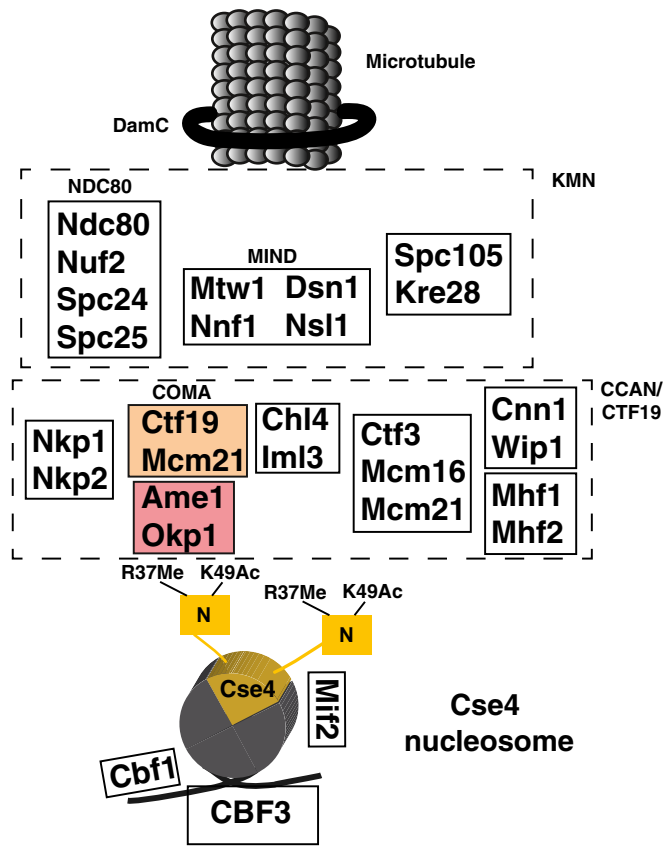 Microtubule
DamC
KMN
NDC80
Ndc80
Nuf2
Spc24
Spc25
MIND
Mtw1 Dsn1
Nnf1 Nsl1
Spc105
Kre28
CCAN/
CTF19
COMA
Nkp1
Nkp2
Ctf19
Mcm21
Ame1
Okp1
Chl4
Iml3
Ctf3
Mcm16
Mcm21
Cnn1
Wip1
Mhf1
Mhf2
R37Me K49Ac
N
R37Me K49Ac
N
Cse4
Mif2
Cse4
nucleosome
Cbf1
CBF3